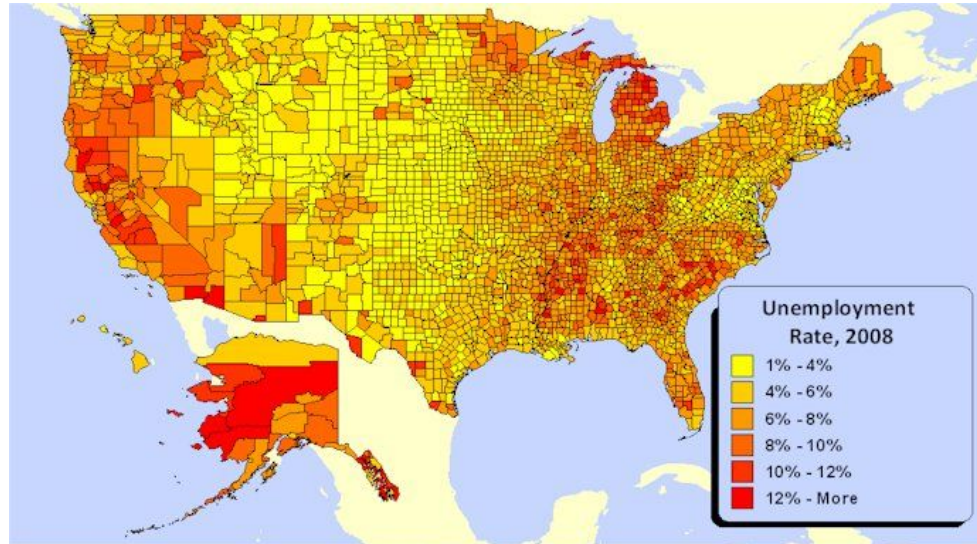 Unemployment
Rate, 2008
1% - 4%
4% - 6%
6% - 8%
8% - 10%
10% - 12%
12% - More